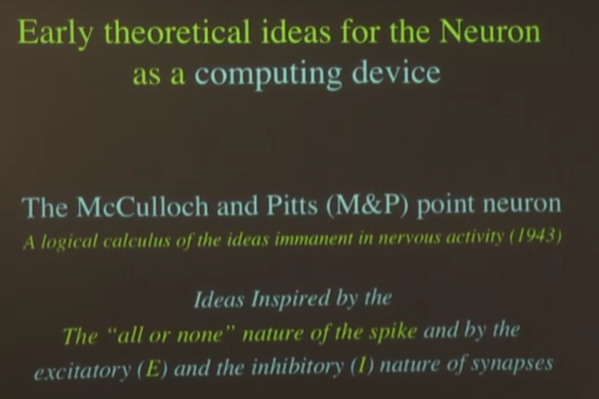 Early theoretical ideas for the Neuron
as a computing device
The McCulloch and Pitts (M&P) point neuron
A logical calculus of the ideas immanent in nervous activity (1943)
Ideas Inspired by the
The “all or none” nature of the spike and by the
excitatory (E) and the inhibitory (I) nature of synapses